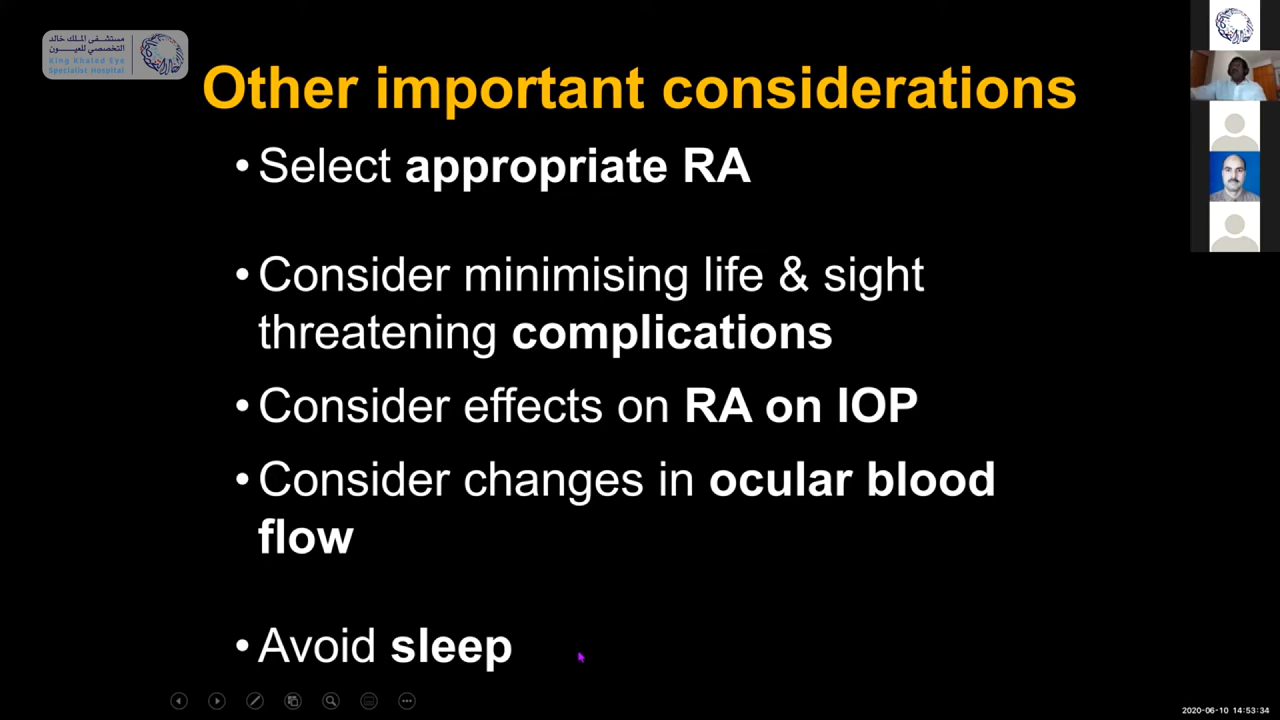 مستشفى الملك خالد
التخصصي للعيون
King Khaled Eye
Specialist Hospital
Other important considerations
• Select appropriate RA
• Consider minimising life & sight
threatening complications
• Consider effects on RA on IOP
• Consider changes in ocular blood
flow
• Avoid sleep
2020-06-10 14:53:34